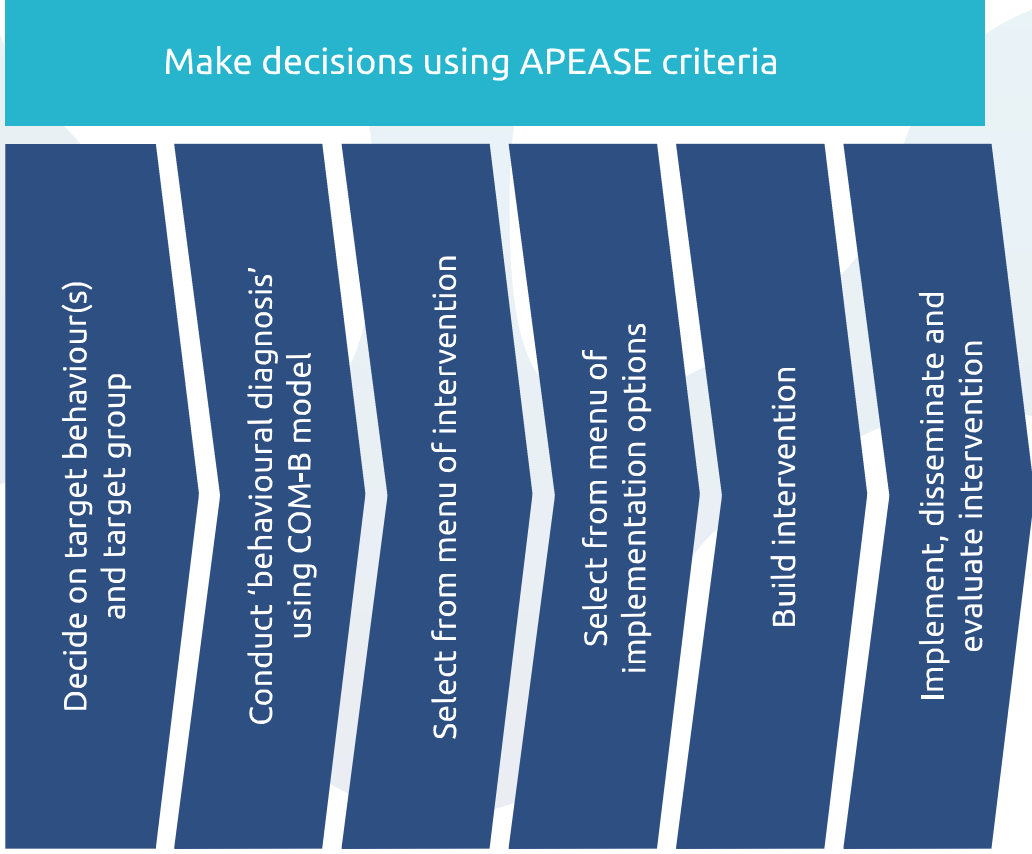 Make decisions using APEASE criteria
Decide on target behaviour(s)
and target group
Conduct ‘behavioural diagnosis’
using COM-B model
Select from menu of intervention
Select from menu of
implementation options
Build intervention
Implement, disseminate and
evaluate intervention